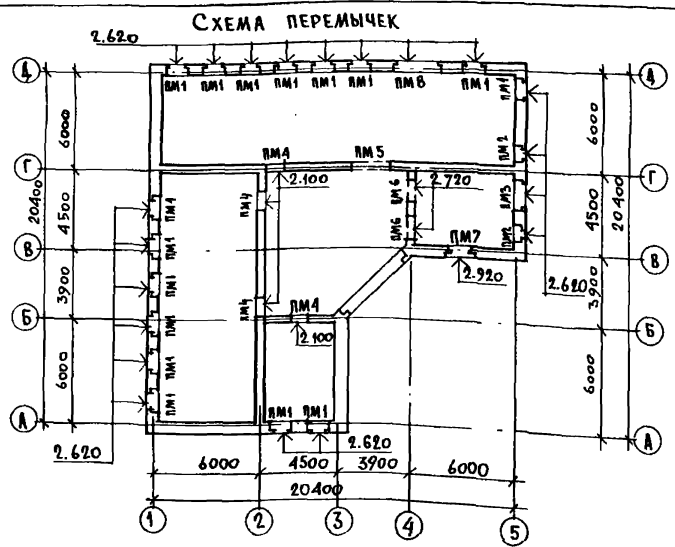 СХЕМА ПЕРЕМЫЧЕК
2.620
Д Д
ПМ1 ПМ1 ПМ1 ПМ1 ПМ1 ПМ1 ПМ8 ПМ1
ПМ1
6000 6000
ПМ2
ПМ4 ПМ5
Г Г
2.100 ПМ6 2.720 ПМ3
20400 4500 ПМ1 ПМ4 4500 20400
ПМ6 ПМ2
В ПМ1 ПМ7 В
2.920 2.620
3900 ПМ1 3900
ПМ4 ПМ4
Б ПМ1 Б
2.100
6000 ПМ1 6000
ПМ1 ПМ1 ПМ1
А А
2.620 2.620
6000 4500 3900 6000
20400
1 2 3 4 5